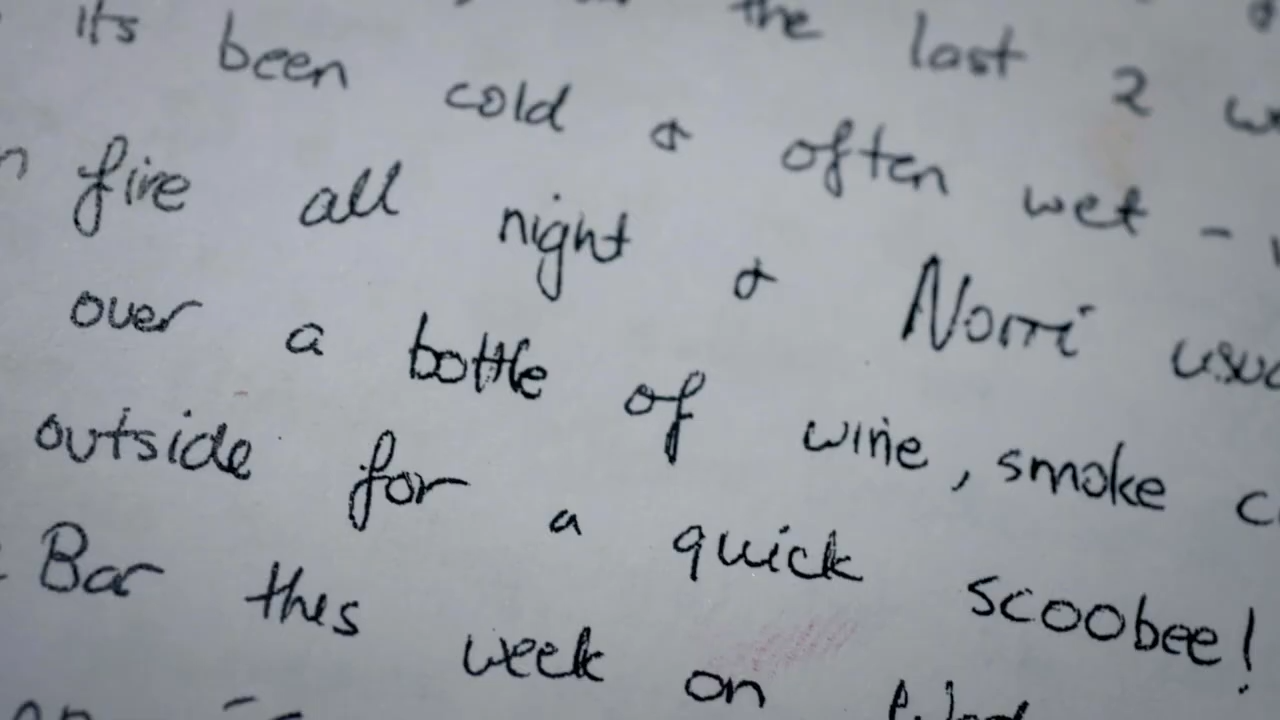 the last 2
its been cold & often wet -
fire all night & Norri
over a bottle of wine, smoke
outside for a quick scoobee!
Bar this week on